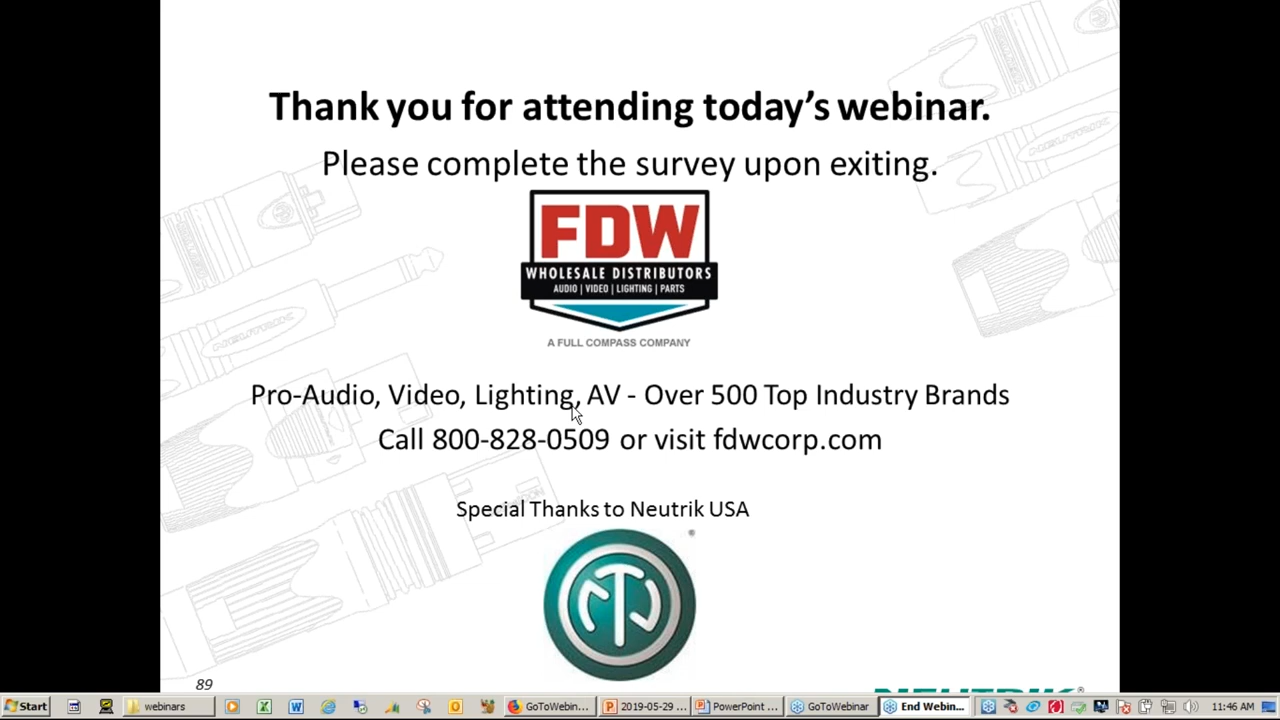 Thank you for attending today's webinar.
Please complete the survey upon exiting.
FDW
WHOLESALE DISTRIBUTORS
AUDIO | VIDEO | LIGHTING | PARTS
A FULL COMPASS COMPANY
Pro-Audio, Video, Lighting, AV - Over 500 Top Industry Brands
Call 800-828-0509 or visit fdwcorp.com
Special Thanks to Neutrik USA
89
NEUTRIK®
Start
webinars
GoToWebin...
2019-05-29 ...
PowerPoint ...
GoToWebinar
End Webin...
11:46 AM
NEUTRIK
NEUTRIK